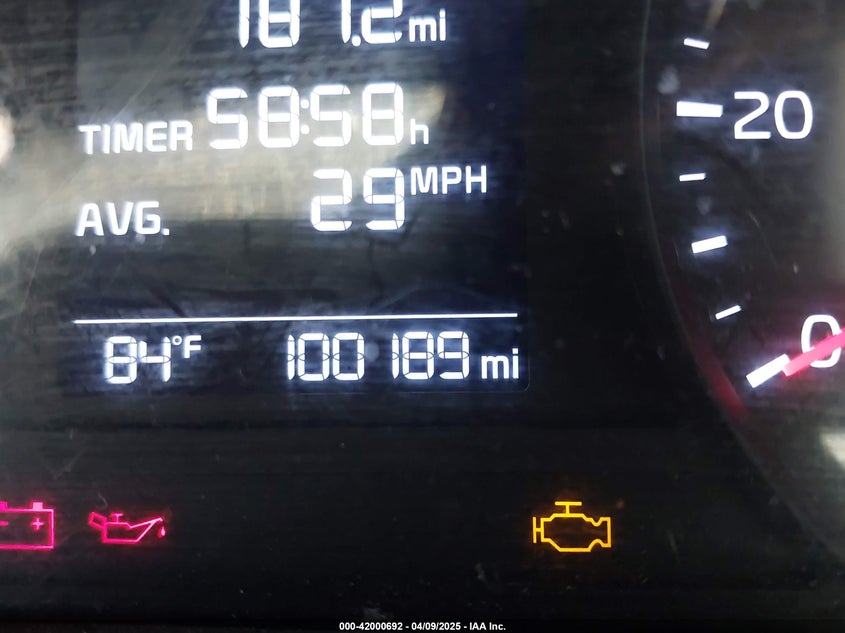 187.2 mi
TIMER 58:58 h
AVG. 29 MPH
84°F 100189 mi
20
0
- +
000-42000692 - 04/09/2025 - IAA Inc.